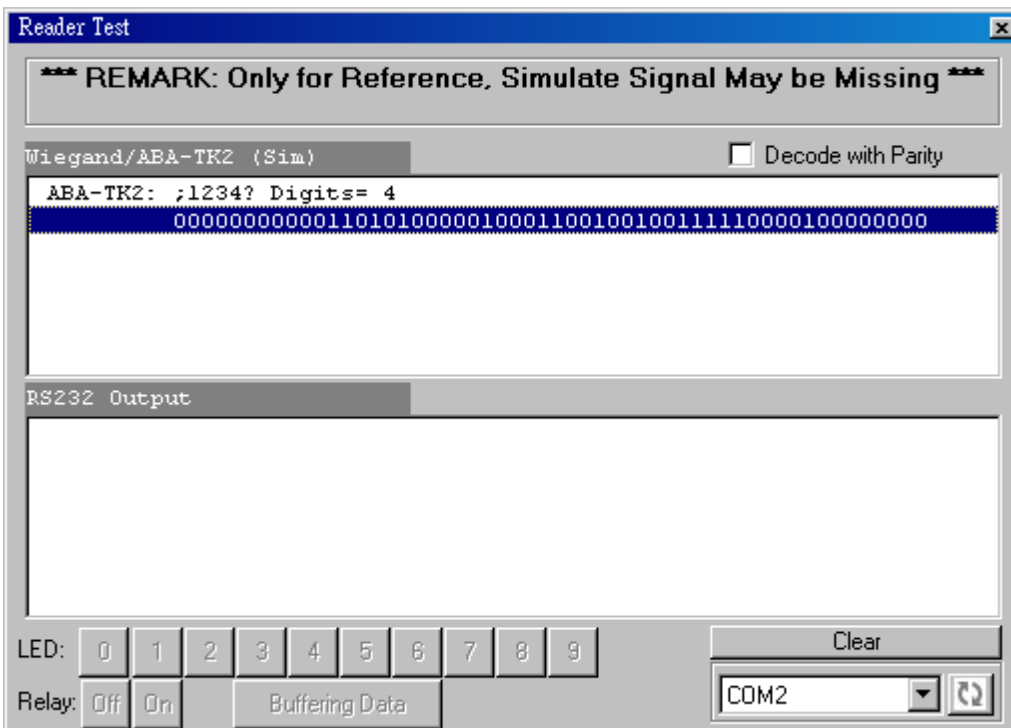 Reader Test
*** REMARK: Only for Reference, Simulate Signal May be Missing ***
Wiegand/ABA-TK2 (Sim)
Decode with Parity
ABA-TK2: ;1234? Digits= 4
000000000001101010000010001100100100111110000100000000
RS232 Output
LED: 0 1 2 3 4 5 6 7 8 9
Clear
Relay: Off On Buffering Data
COM2